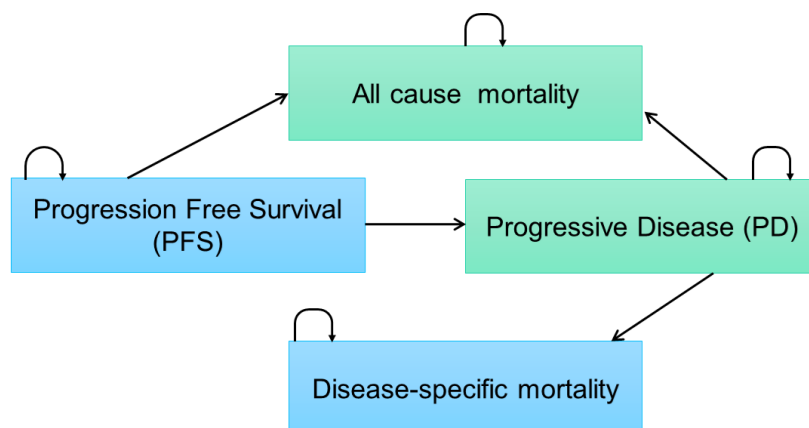 All cause mortality
Progression Free Survival
(PFS)
Progressive Disease (PD)
Disease-specific mortality